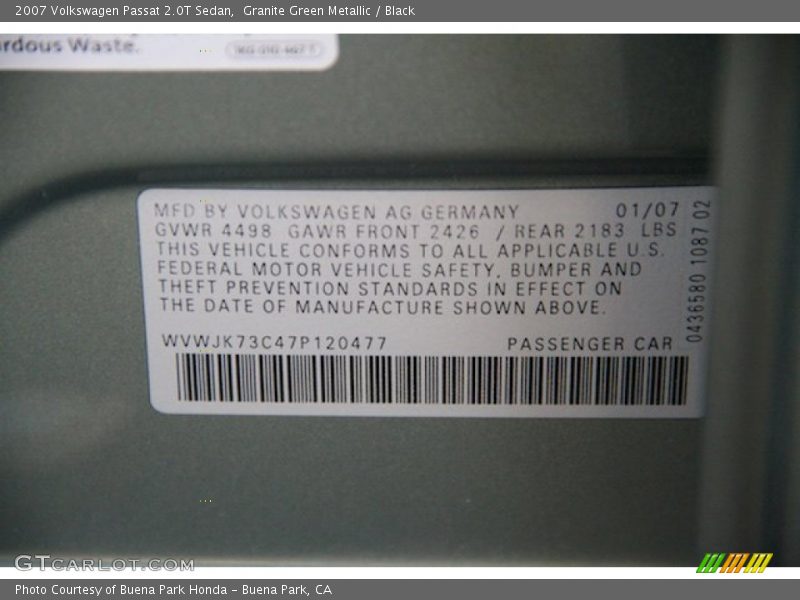 2007 Volkswagen Passat 2.0T Sedan,  Granite Green Metallic / Black
rdous Waste.
MFD BY VOLKSWAGEN AG GERMANY 01/07
GVWR 4498 GAWR FRONT 2426 / REAR 2183 LBS
THIS VEHICLE CONFORMS TO ALL APPLICABLE U.S.
FEDERAL MOTOR VEHICLE SAFETY, BUMPER AND
THEFT PREVENTION STANDARDS IN EFFECT ON
THE DATE OF MANUFACTURE SHOWN ABOVE.
WVWJK73C47P120477 PASSENGER CAR
0436580 1087 02
GTCARLOT.COM
Photo Courtesy of Buena Park Honda - Buena Park, CA